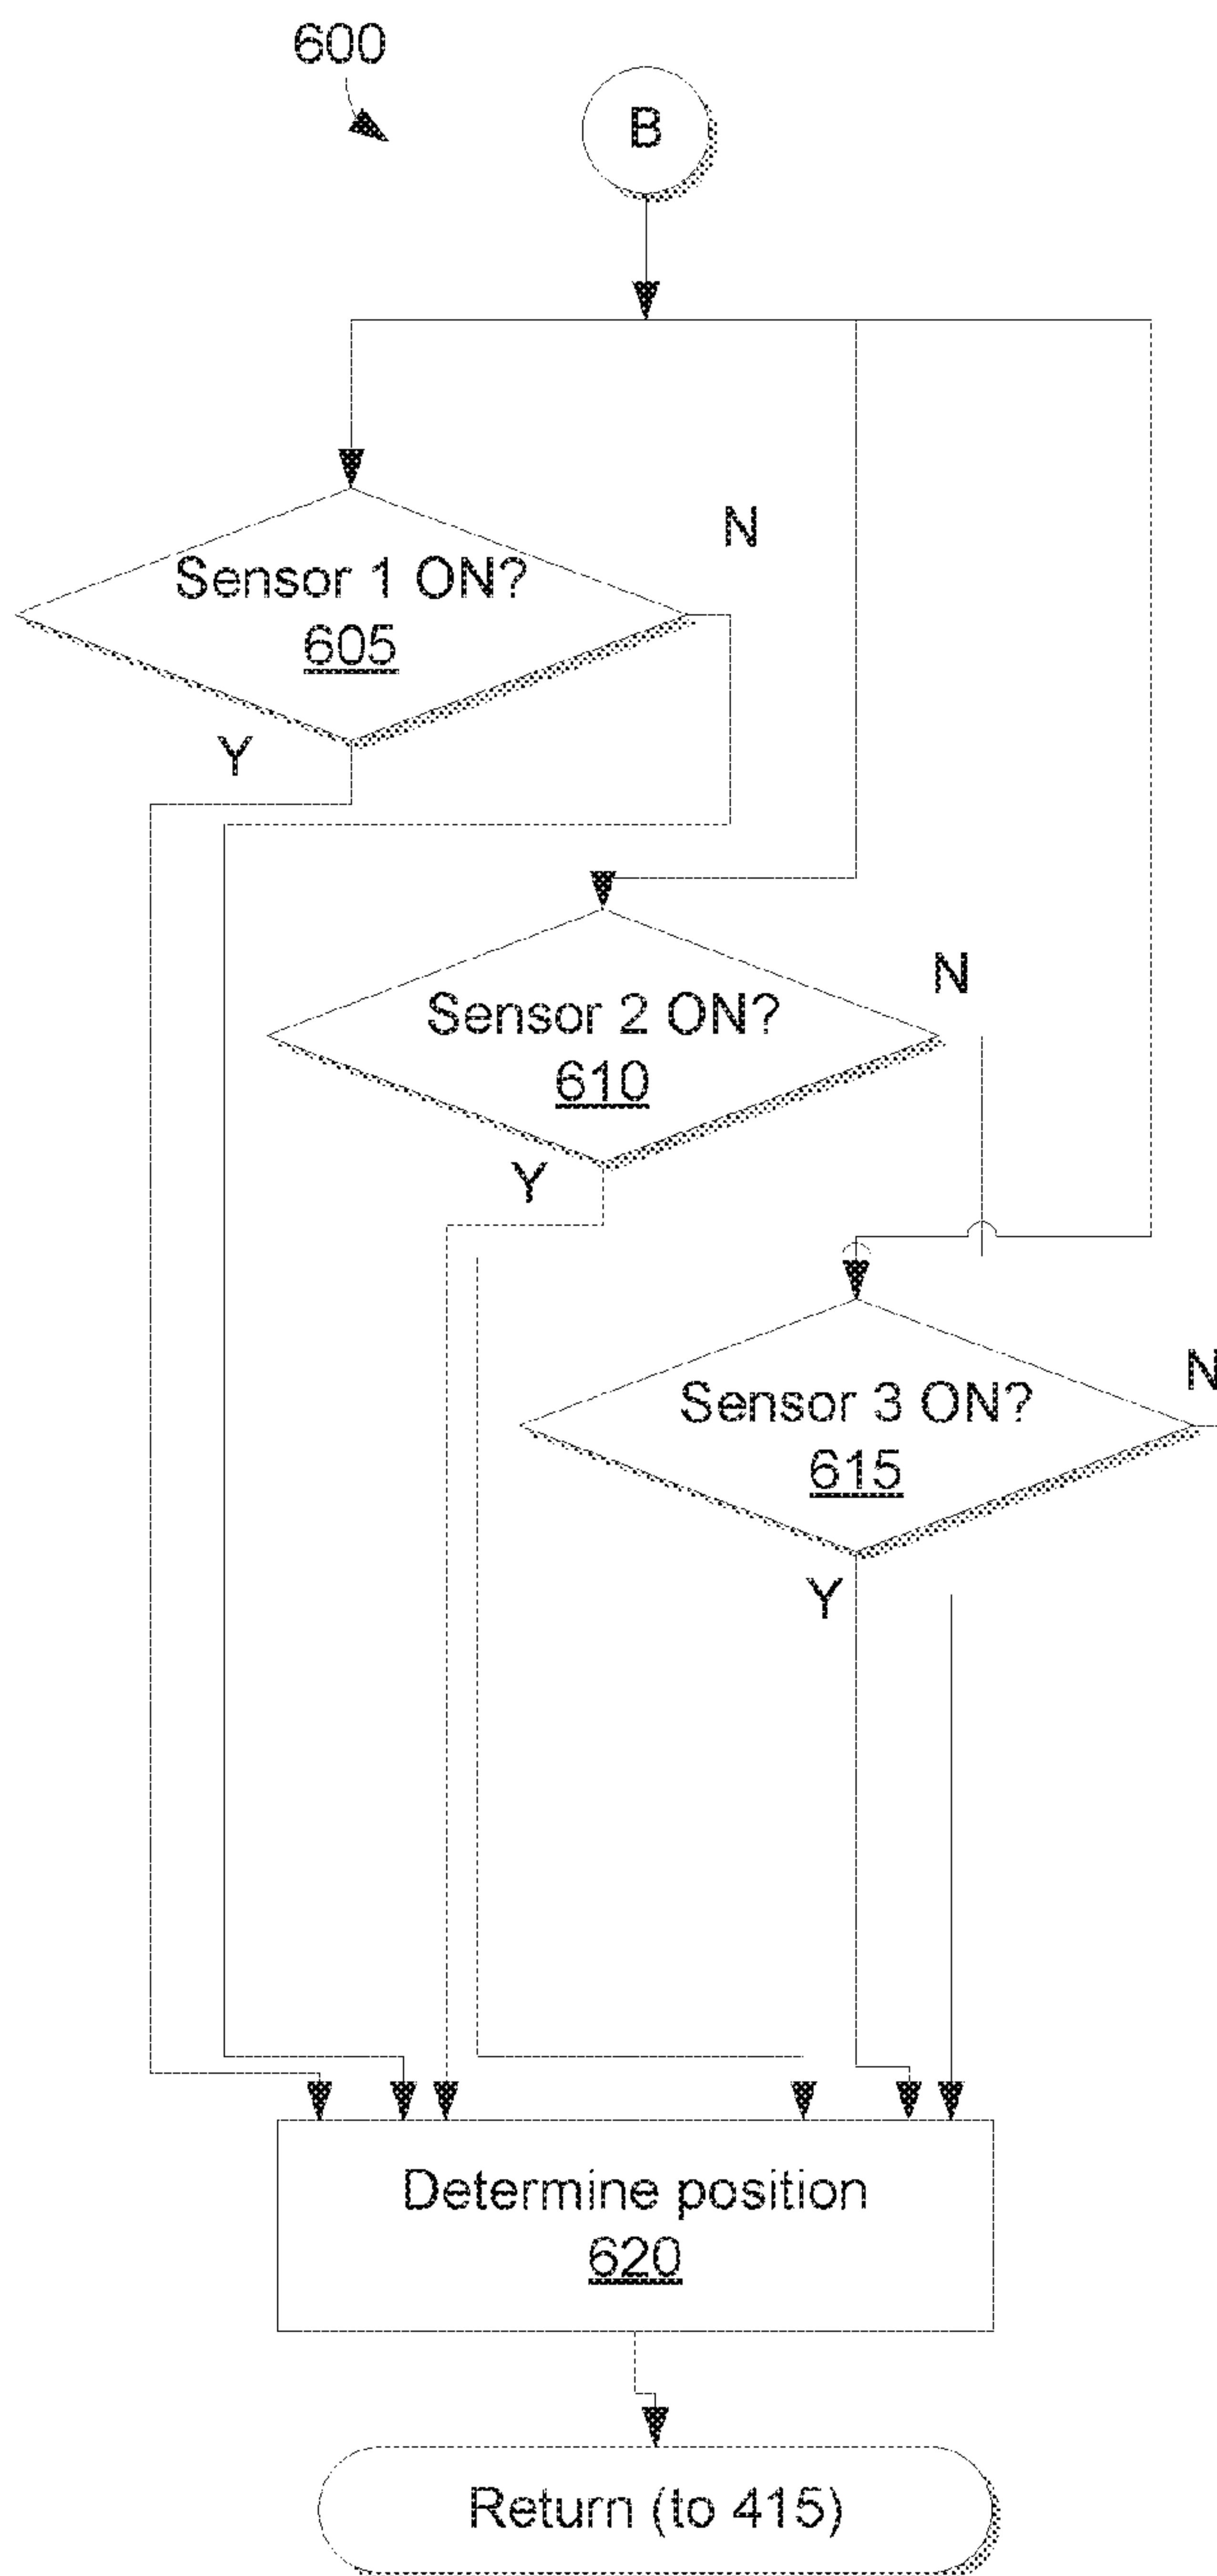 600
B
Sensor 1 ON?
605
N
Y
Sensor 2 ON?
610
N
Y
Sensor 3 ON?
615
N
Y
Determine position
620
Return (to 415)